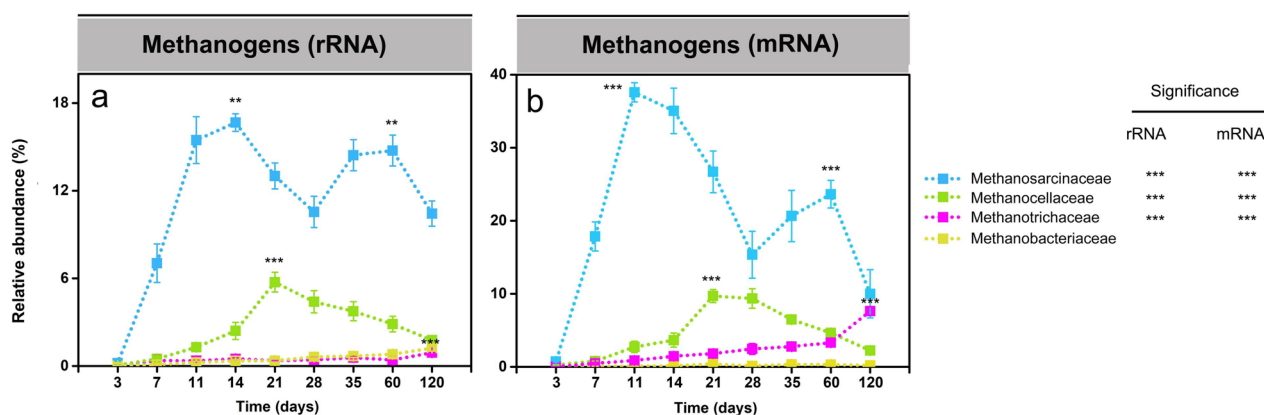 Methanogens (rRNA)
Methanogens (mRNA)
a
b
Relative abundance (%)
18
12
6
0
40
30
20
10
0
**
**
***
***
***
***
***
***
3 7 11 14 21 28 35 60 120
3 7 11 14 21 28 35 60 120
Time (days)
Time (days)
Significance
rRNA mRNA
Methanosarcinaceae *** ***
Methanocellaceae *** ***
Methanotrichaceae *** ***
Methanobacteriaceae